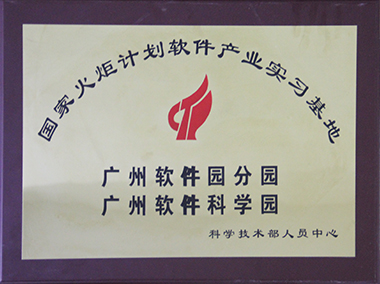 国家火炬计划软件产业实习基地
广州软件园分园
广州软件科学园
科学技术部人员中心